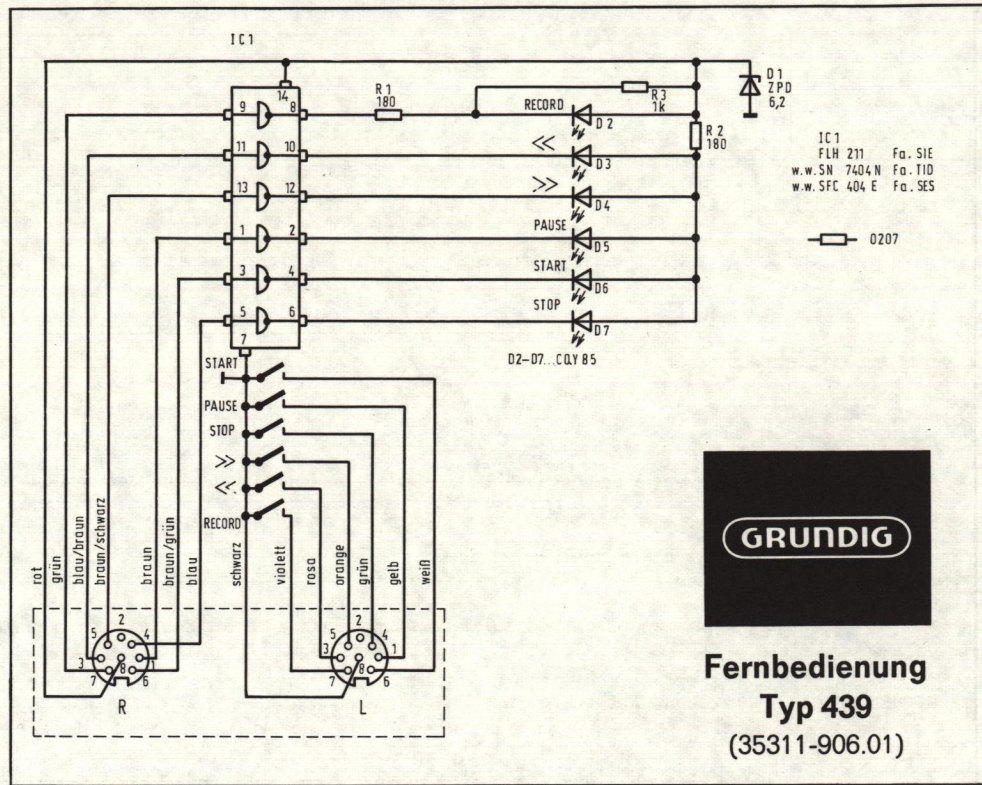 IC1
14
9
8
11
10
13
12
1
2
3
4
5
6
7
R1
180
R3
1k
R2
180
D1
ZPD
6,2
RECORD
D2
<<
D3
>>
D4
PAUSE
D5
START
D6
STOP
D7
D2–D7...CQY 85
IC1
FLH 211 Fa. SIE
w.w. SN 7404 N Fa. TID
w.w. SFC 404 E Fa. SES
0207
START
PAUSE
STOP
>>
<<
RECORD
rot
grün
blau/braun
braun/schwarz
braun
braun/grün
blau
schwarz
violett
rosa
orange
grün
gelb
weiß
2
5
4
3
8
1
7
6
R
2
5
4
3
1
8
7
6
L
GRUNDIG
Fernbedienung
Typ 439
(35311-906.01)